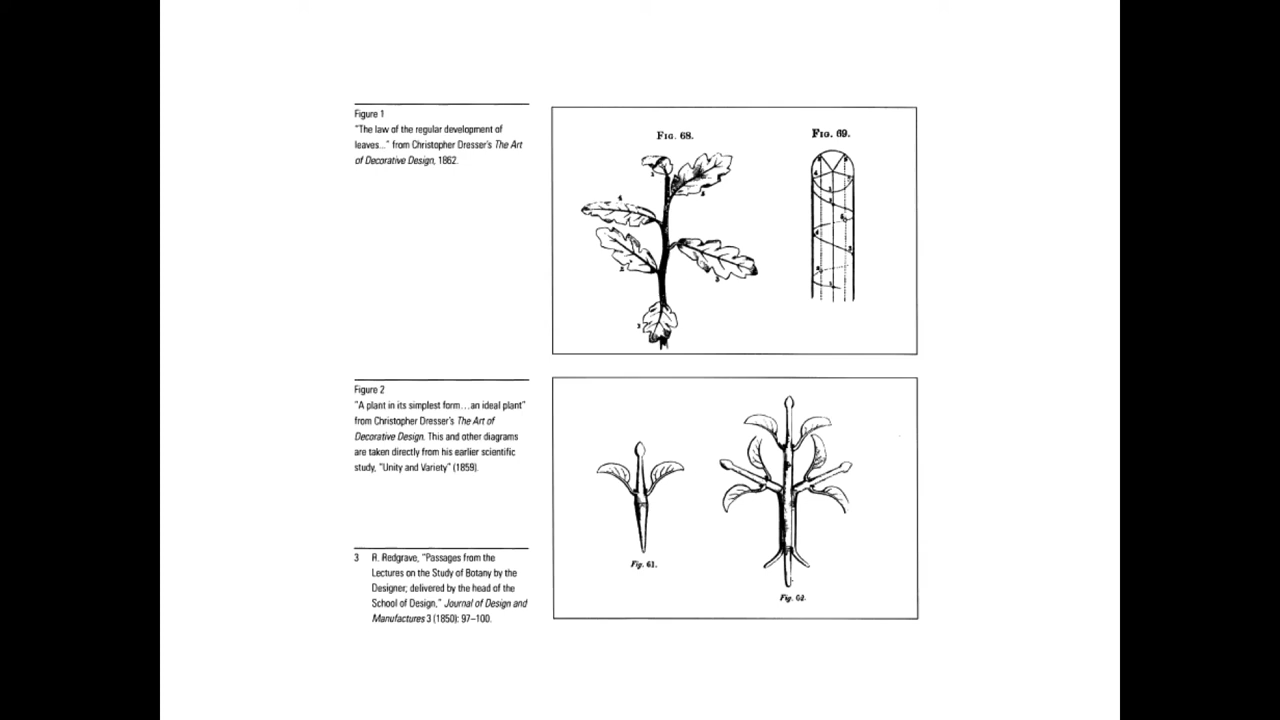 Figure 1
"The law of the regular development of
leaves..." from Christopher Dresser's The Art
of Decorative Design, 1862.
FIG. 68.
FIG. 69.
Figure 2
"A plant in its simplest form...an ideal plant"
from Christopher Dresser's The Art of
Decorative Design. This and other diagrams
are taken directly from his earlier scientific
study, "Unity and Variety" (1859).
Fig. 61.
Fig. 62.
3 R. Redgrave, "Passages from the
Lectures on the Study of Botany by the
Designer; delivered by the head of the
School of Design," Journal of Design and
Manufactures 3 (1850): 97–100.